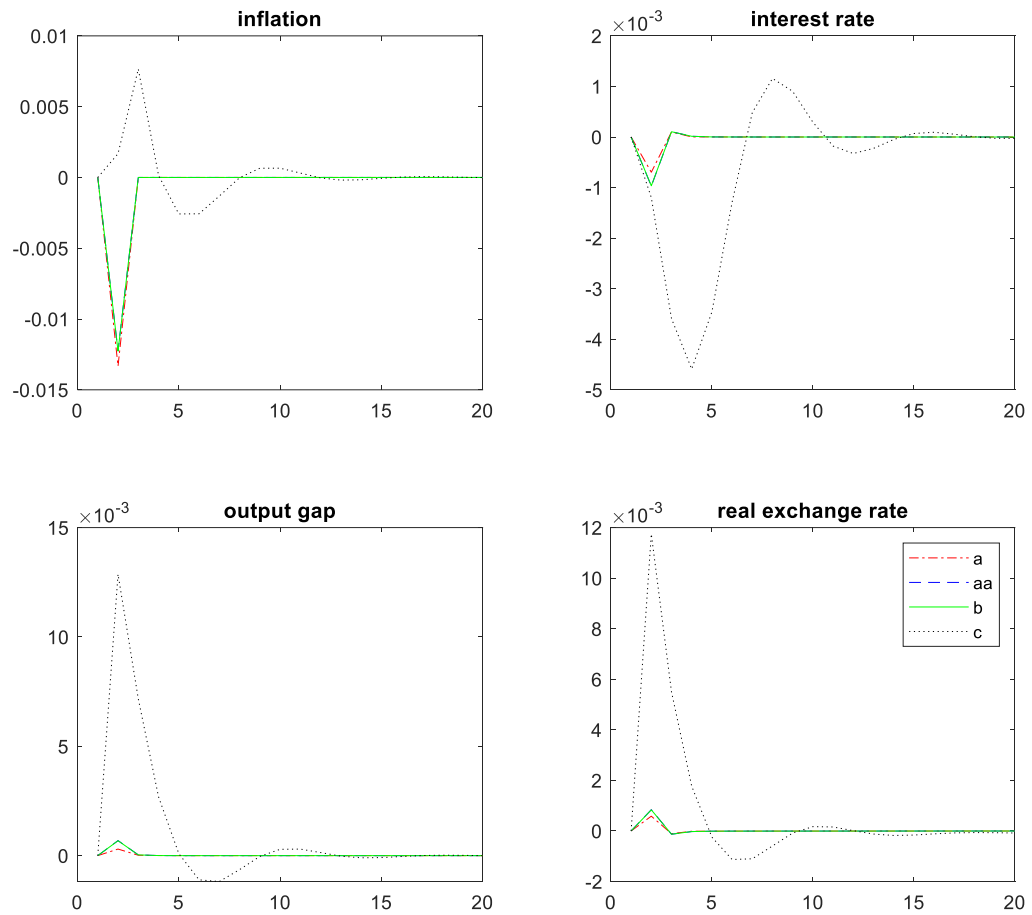 inflation
0.01
0.005
0
-0.005
-0.01
-0.015
0 5 10 15 20
interest rate
×10-3
2
1
0
-1
-2
-3
-4
-5
0 5 10 15 20
output gap
×10-3
15
10
5
0
0 5 10 15 20
real exchange rate
×10-3
12
10
8
6
4
2
0
-2
0 5 10 15 20
a
aa
b
c